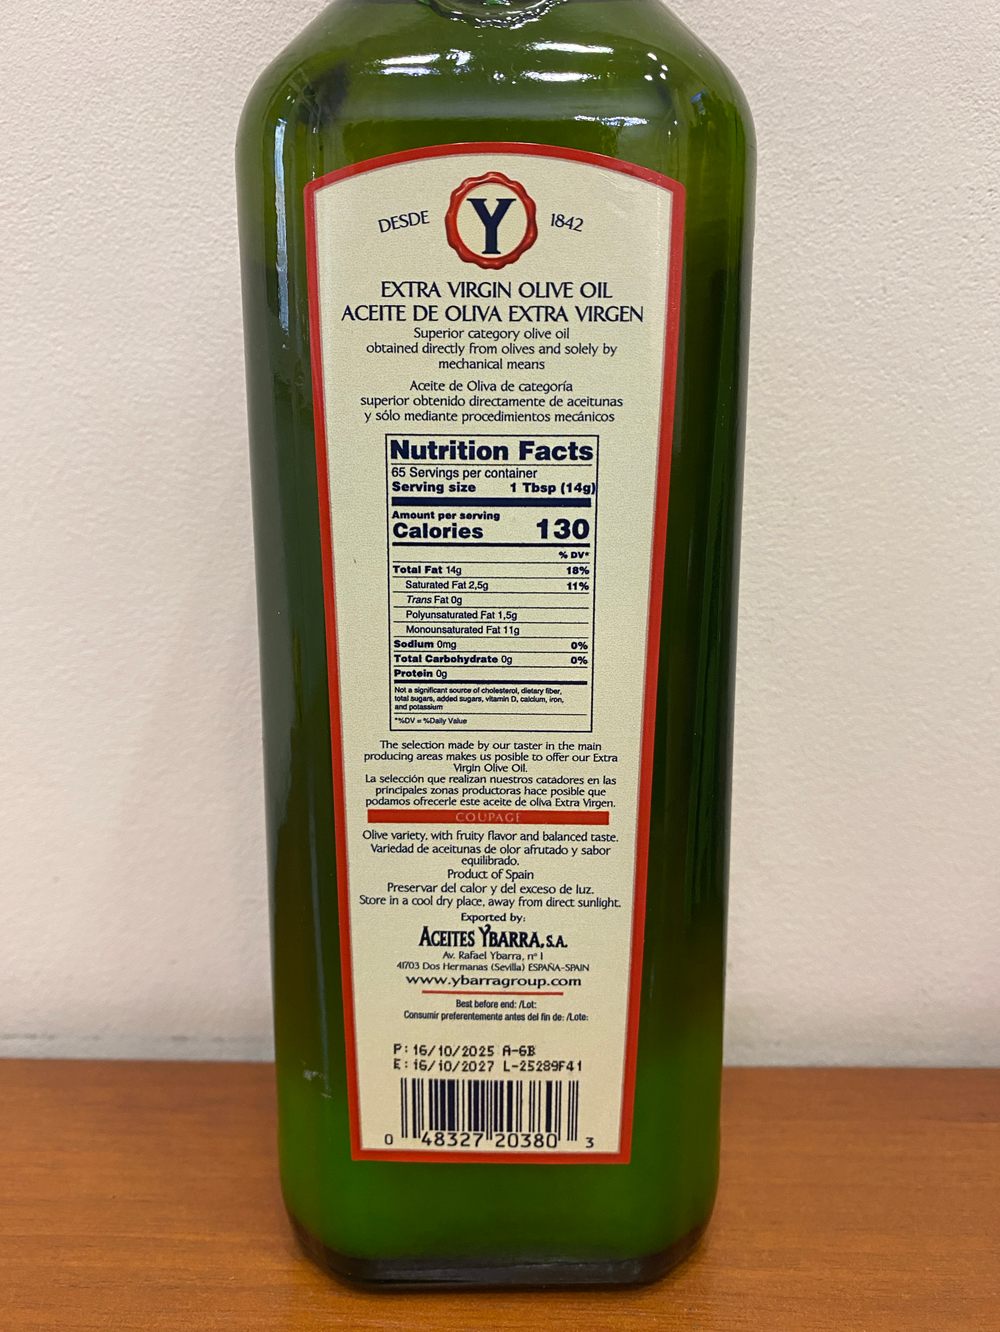 DESDE Y 1842
EXTRA VIRGIN OLIVE OIL
ACEITE DE OLIVA EXTRA VIRGEN
Superior category olive oil
obtained directly from olives and solely by
mechanical means
Aceite de Oliva de categoría
superior obtenido directamente de aceitunas
y sólo mediante procedimientos mecánicos
Nutrition Facts
65 Servings per container
Serving size 1 Tbsp (14g)
Amount per serving
Calories 130
% DV*
Total Fat 14g 18%
Saturated Fat 2,5g 11%
Trans Fat 0g
Polyunsaturated Fat 1,5g
Monounsaturated Fat 11g
Sodium 0mg 0%
Total Carbohydrate 0g 0%
Protein 0g
Not a significant source of cholesterol, dietary fiber,
total sugars, added sugars, vitamin D, calcium, iron,
and potassium
*%DV = %Daily Value
The selection made by our taster in the main
producing areas makes us posible to offer our Extra
Virgin Olive Oil.
La selección que realizan nuestros catadores en las
principales zonas productoras hace posible que
podamos ofrecerle este aceite de oliva Extra Virgen.
COUPAGE
Olive variety, with fruity flavor and balanced taste.
Variedad de aceitunas de olor afrutado y sabor
equilibrado.
Product of Spain
Preservar del calor y del exceso de luz.
Store in a cool dry place, away from direct sunlight.
Exported by:
ACEITES YBARRA, S.A.
Av. Rafael Ybarra, nº 1
41703 Dos Hermanas (Sevilla) ESPAÑA-SPAIN
www.ybarragroup.com
Best before end: /Lot:
Consumir preferentemente antes del fin de: /Lote:
P: 16/10/2025 A-6B
E: 16/10/2027 L-25289F41
0 48327 20380 3